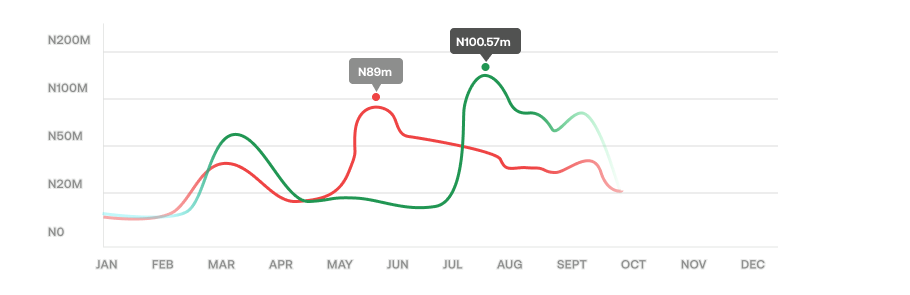 N200M
N100.57m
N89m
N100M
N50M
N20M
N0
JAN FEB MAR APR MAY JUN JUL AUG SEPT OCT NOV DEC